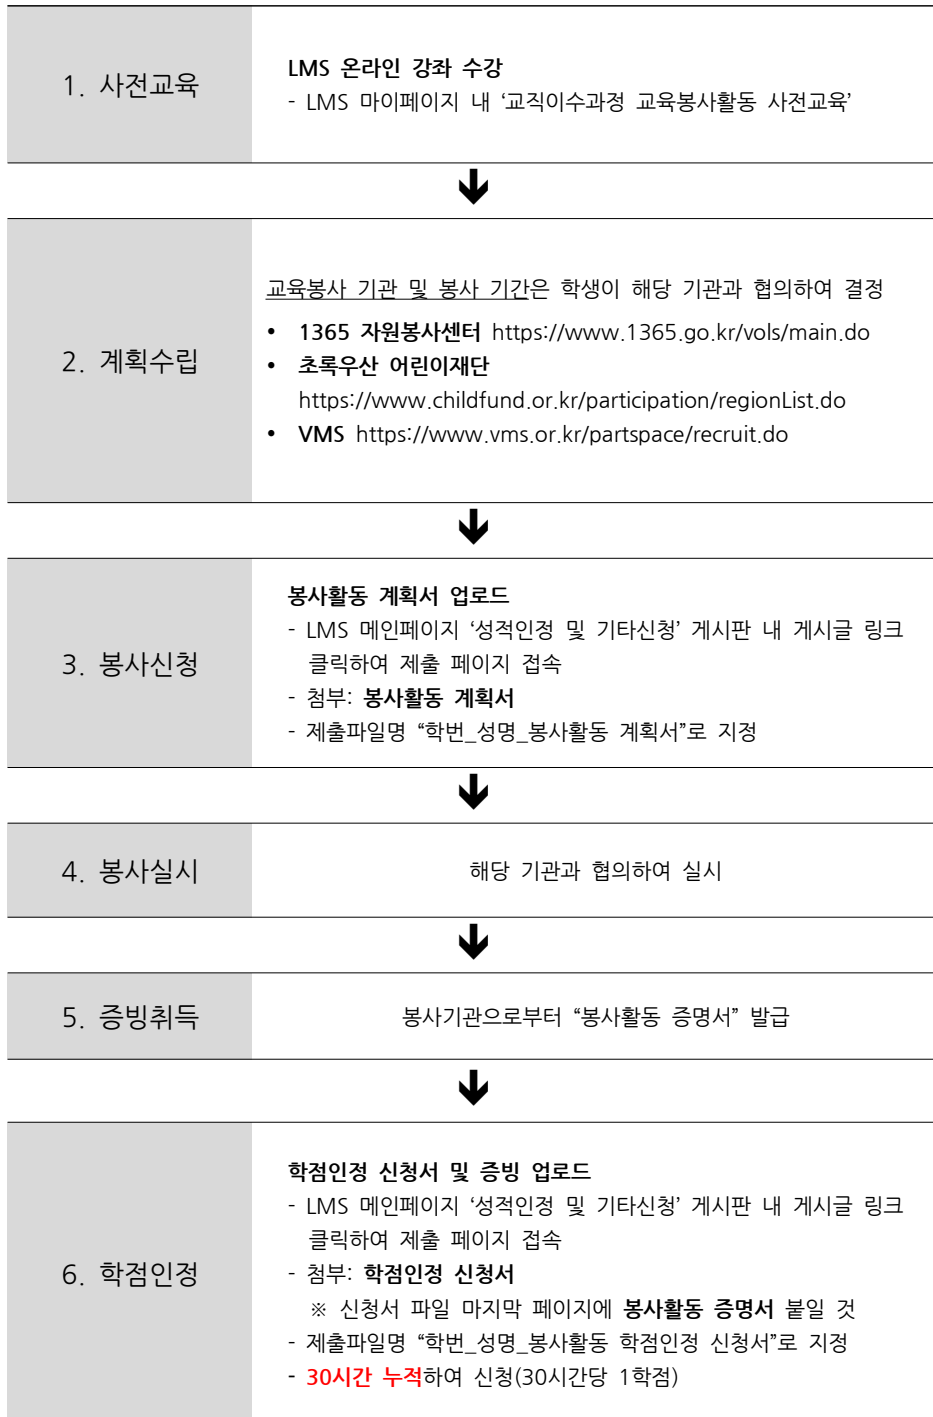 1. 사전교육
LMS 온라인 강좌 수강
- LMS 마이페이지 내 ‘교직이수과정 교육봉사활동 사전교육’
2. 계획수립
교육봉사 기관 및 봉사 기간은 학생이 해당 기관과 협의하여 결정
• 1365 자원봉사센터 https://www.1365.go.kr/vols/main.do
• 초록우산 어린이재단
https://www.childfund.or.kr/participation/regionList.do
• VMS https://www.vms.or.kr/partspace/recruit.do
3. 봉사신청
봉사활동 계획서 업로드
- LMS 메인페이지 ‘성적인정 및 기타신청’ 게시판 내 게시글 링크
클릭하여 제출 페이지 접속
- 첨부: 봉사활동 계획서
- 제출파일명 “학번_성명_봉사활동 계획서”로 지정
4. 봉사실시
해당 기관과 협의하여 실시
5. 증빙취득
봉사기관으로부터 “봉사활동 증명서” 발급
6. 학점인정
학점인정 신청서 및 증빙 업로드
- LMS 메인페이지 ‘성적인정 및 기타신청’ 게시판 내 게시글 링크
클릭하여 제출 페이지 접속
- 첨부: 학점인정 신청서
※ 신청서 파일 마지막 페이지에 봉사활동 증명서 붙일 것
- 제출파일명 “학번_성명_봉사활동 학점인정 신청서”로 지정
- 30시간 누적하여 신청(30시간당 1학점)